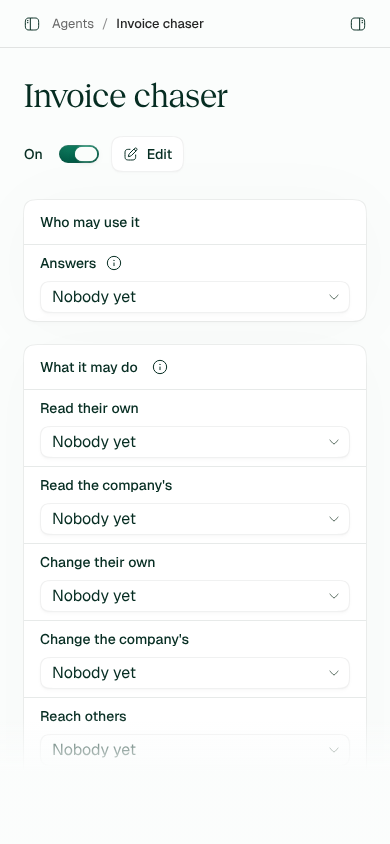 Agents / Invoice chaser
Invoice chaser
On
Edit
Who may use it
Answers
Nobody yet
What it may do
Read their own
Nobody yet
Read the company's
Nobody yet
Change their own
Nobody yet
Change the company's
Nobody yet
Reach others
Nobody yet